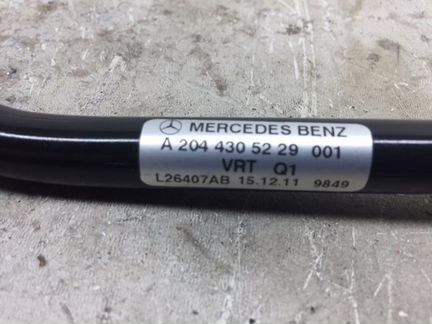 MERCEDES BENZ
A 204 430 52 29 001
VRT Q1
L26407AB 15.12.11 9849